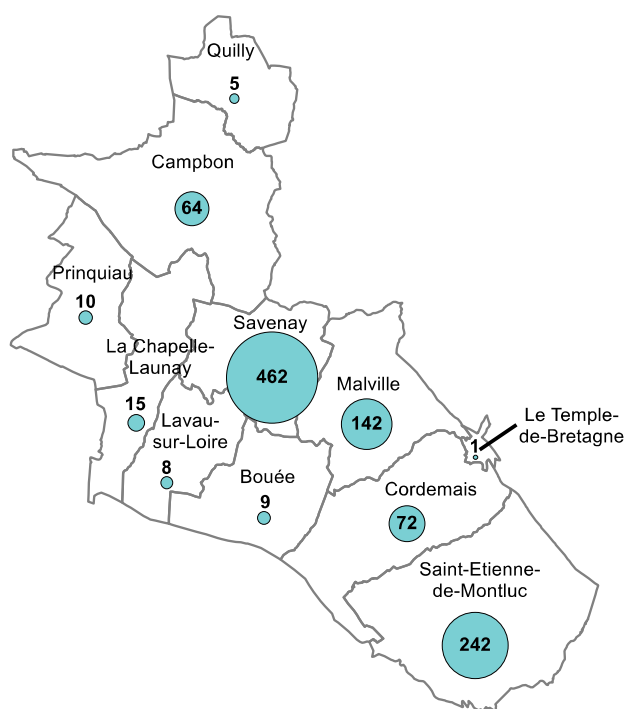 Quilly
5
Campbon
64
Prinquiau
10
Savenay
462
La Chapelle-
Launay
15
Malville
142
Lavau-
sur-Loire
8
Le Temple-
de-Bretagne
1
Bouée
9
Cordemais
72
Saint-Etienne-
de-Montluc
242